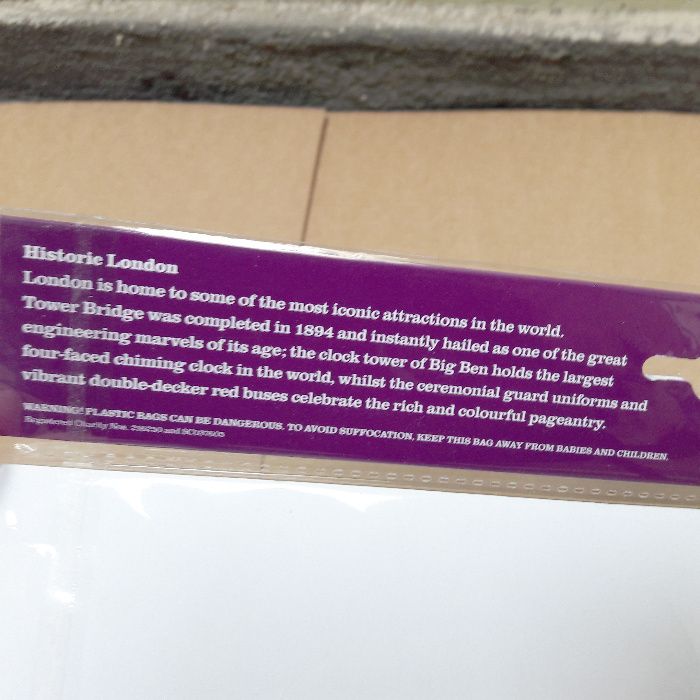 Historic London
London is home to some of the most iconic attractions in the world.
Tower Bridge was completed in 1894 and instantly hailed as one of the great
engineering marvels of its age; the clock tower of Big Ben holds the largest
four-faced chiming clock in the world, whilst the ceremonial guard uniforms and
vibrant double-decker red buses celebrate the rich and colourful pageantry.
WARNING! PLASTIC BAGS CAN BE DANGEROUS. TO AVOID SUFFOCATION, KEEP THIS BAG AWAY FROM BABIES AND CHILDREN.
Registered Charity Nos. and